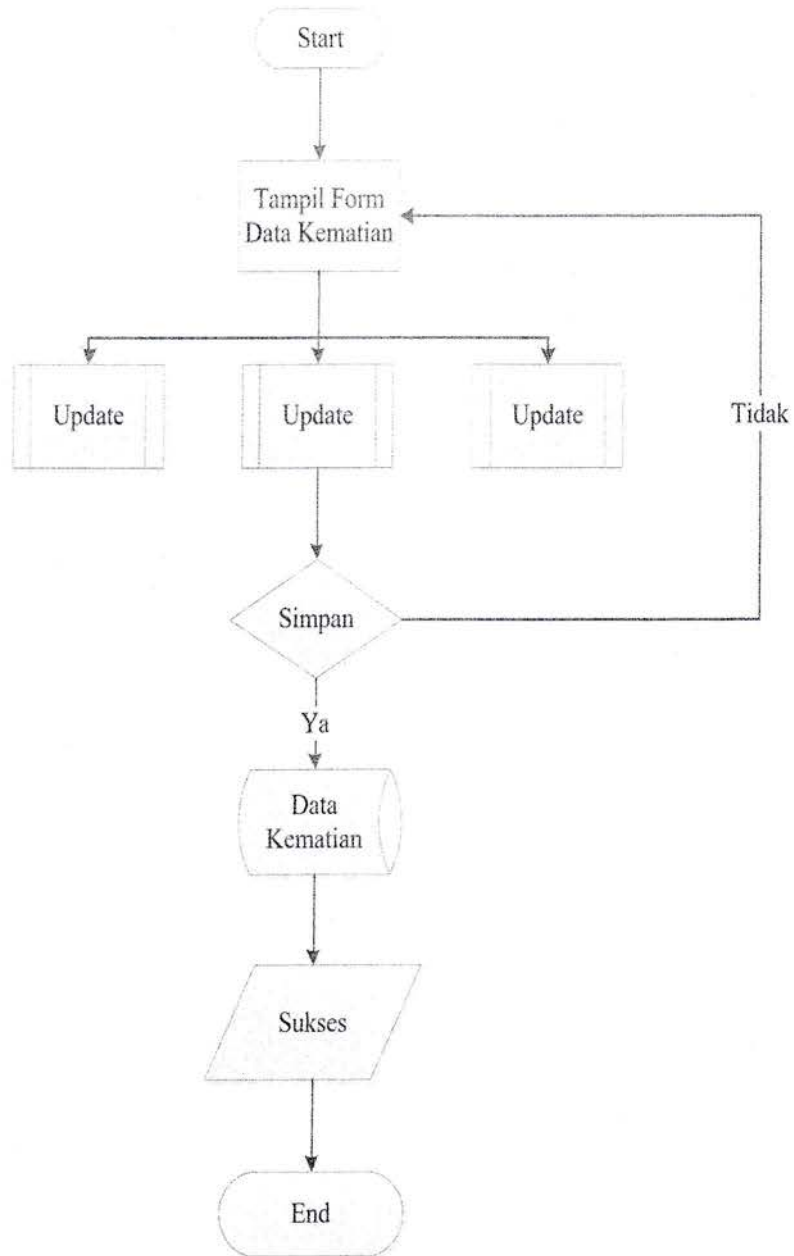 Start
Tampil Form
Data Kematian
Update
Update
Update
Tidak
Simpan
Ya
Data
Kematian
Sukses
End